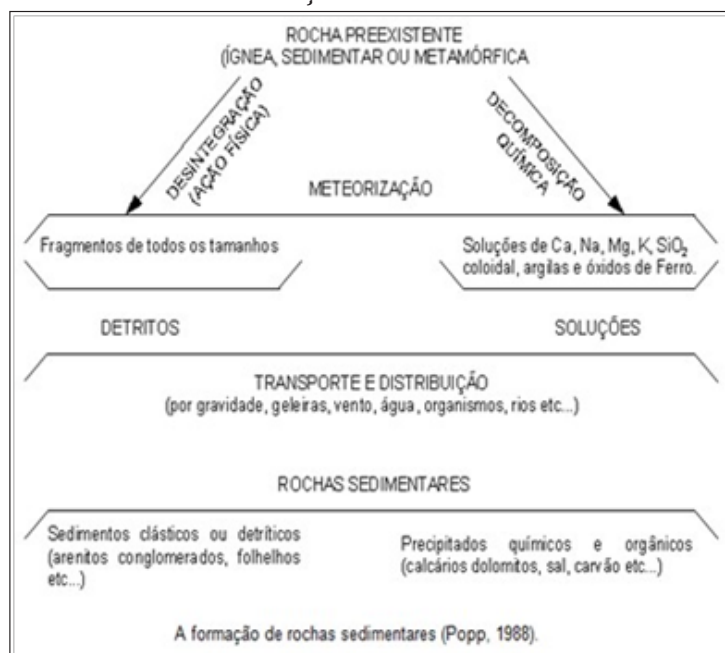 ROCHA PREEXISTENTE
(ÍGNEA, SEDIMENTAR OU METAMÓRFICA
DESINTEGRAÇÃO
(AÇÃO FÍSICA)
DECOMPOSIÇÃO
QUÍMICA
METEORIZAÇÃO
Fragmentos de todos os tamanhos
Soluções de Ca, Na, Mg, K, SiO₂
coloidal, argilas e óxidos de Ferro.
DETRITOS
SOLUÇÕES
TRANSPORTE E DISTRIBUIÇÃO
(por gravidade, geleiras, vento, água, organismos, rios etc...)
ROCHAS SEDIMENTARES
Sedimentos clásticos ou detríticos
(arenitos conglomerados, folhelhos
etc...)
Precipitados químicos e orgânicos
(calcários dolomitos, sal, carvão etc...)
A formação de rochas sedimentares (Popp, 1988).